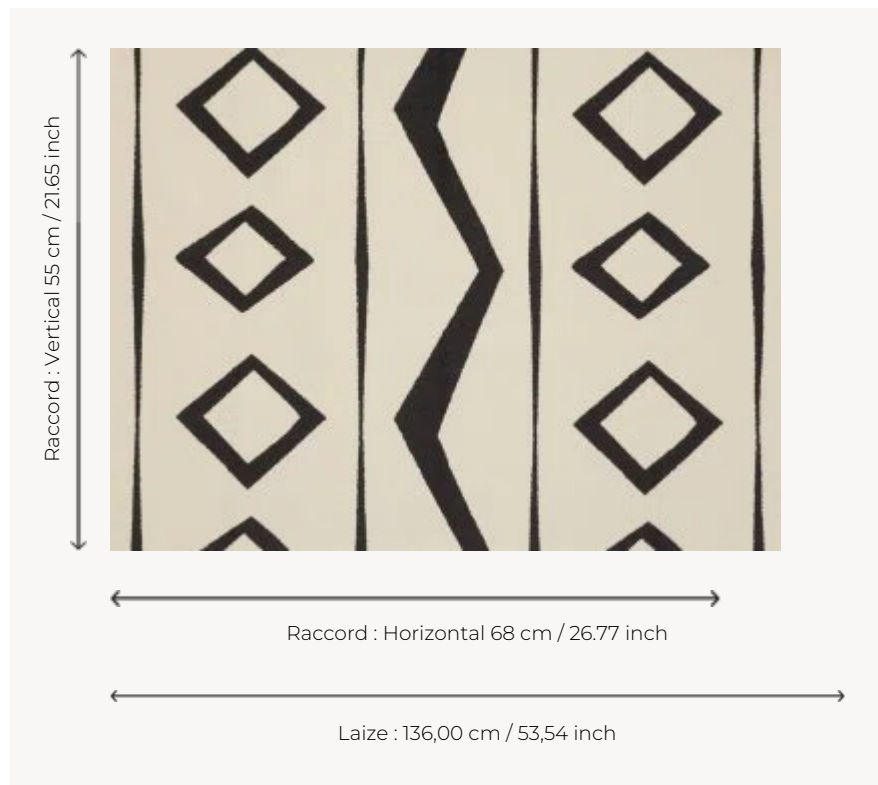 Raccord : Vertical 55 cm / 21.65 inch
Raccord : Horizontal 68 cm / 26.77 inch
Laize : 136,00 cm / 53,54 inch